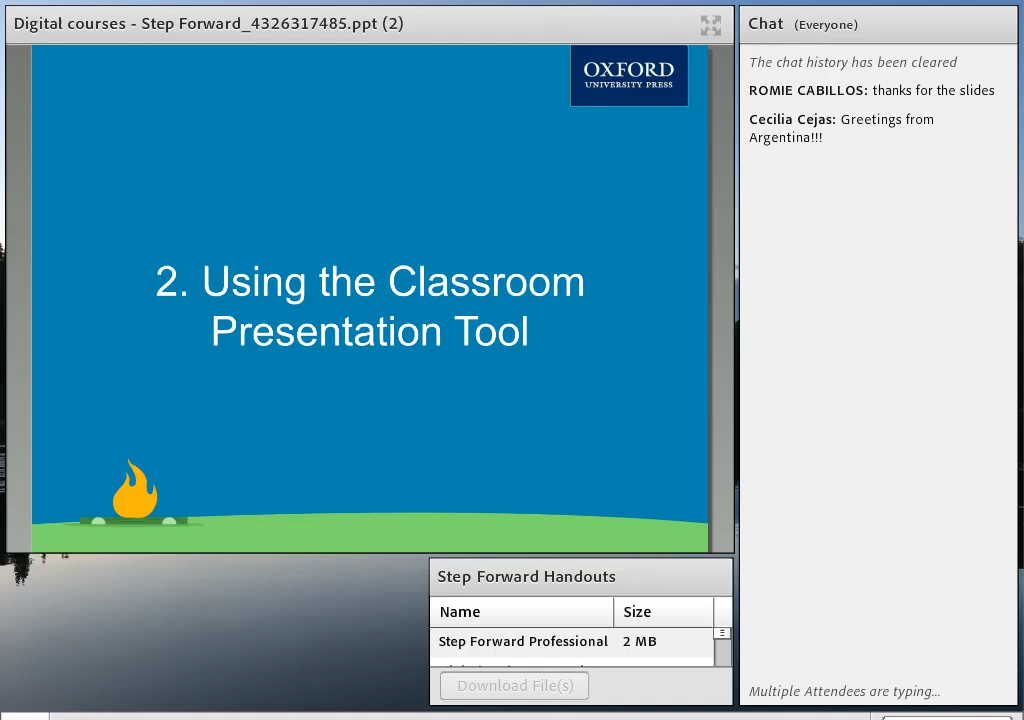 Digital courses - Step Forward_4326317485.ppt (2)
OXFORD
UNIVERSITY PRESS
2. Using the Classroom
Presentation Tool
Step Forward Handouts
Name Size
Step Forward Professional 2 MB
Download File(s)
Chat (Everyone)
The chat history has been cleared
ROMIE CABILLOS: thanks for the slides
Cecilia Cejas: Greetings from
Argentina!!!
Multiple Attendees are typing...